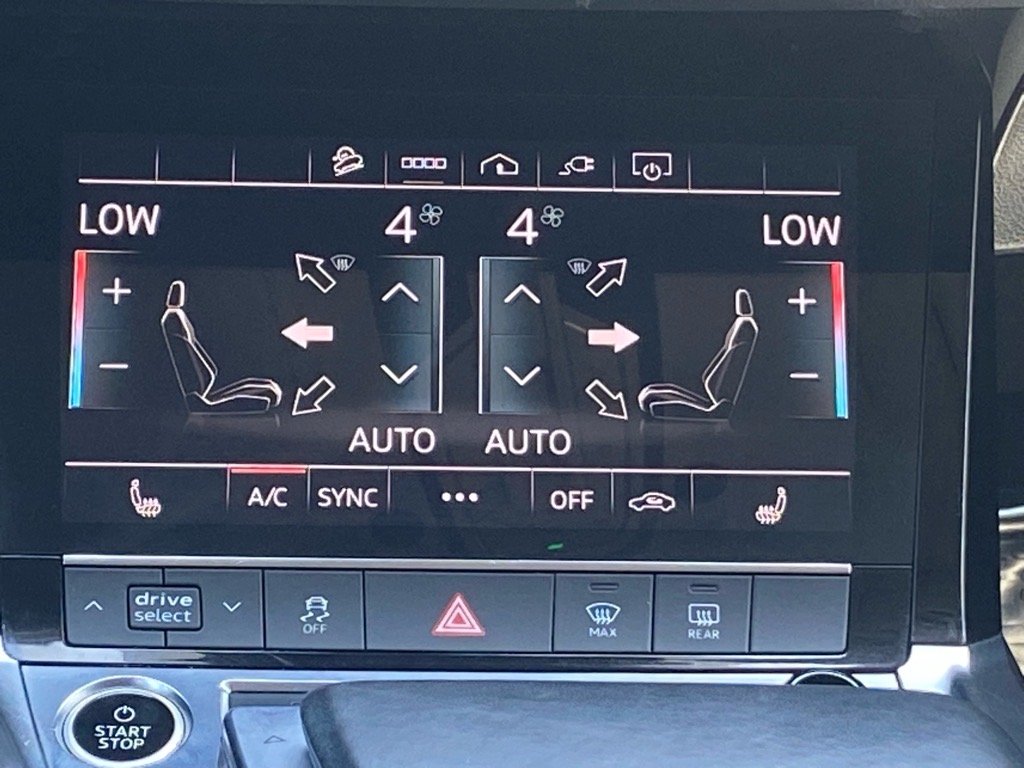 LOW 4 4 LOW
+ +
- -
AUTO AUTO
A/C SYNC ••• OFF
drive
select
OFF
MAX
REAR
START
STOP